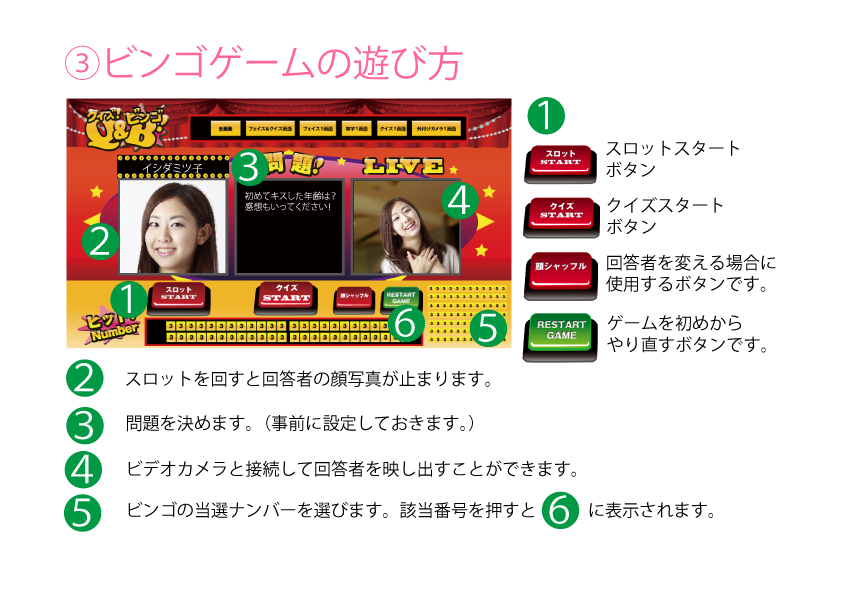 ③ビンゴゲームの遊び方
クイズ!ビンゴ!
Q&B!
全画面 フェイス&クイズ画面 フェイス1画面 数字1画面 クイズ1画面 外付けカメラ1画面
イシダミツ子
3
問題!
LIVE
初めてキスした年齢は?
感想もいってください!
2
4
1
スロット
START
クイズ
START
顔シャッフル
RESTART
GAME
ヒット
Number
6
5
1
スロット
START
スロットスタート
ボタン
クイズ
START
クイズスタート
ボタン
顔シャッフル
回答者を変える場合に
使用するボタンです。
RESTART
GAME
ゲームを初めから
やり直すボタンです。
2 スロットを回すと回答者の顔写真が止まります。
3 問題を決めます。(事前に設定しておきます。)
4 ビデオカメラと接続して回答者を映し出すことができます。
5 ビンゴの当選ナンバーを選びます。該当番号を押すと 6 に表示されます。